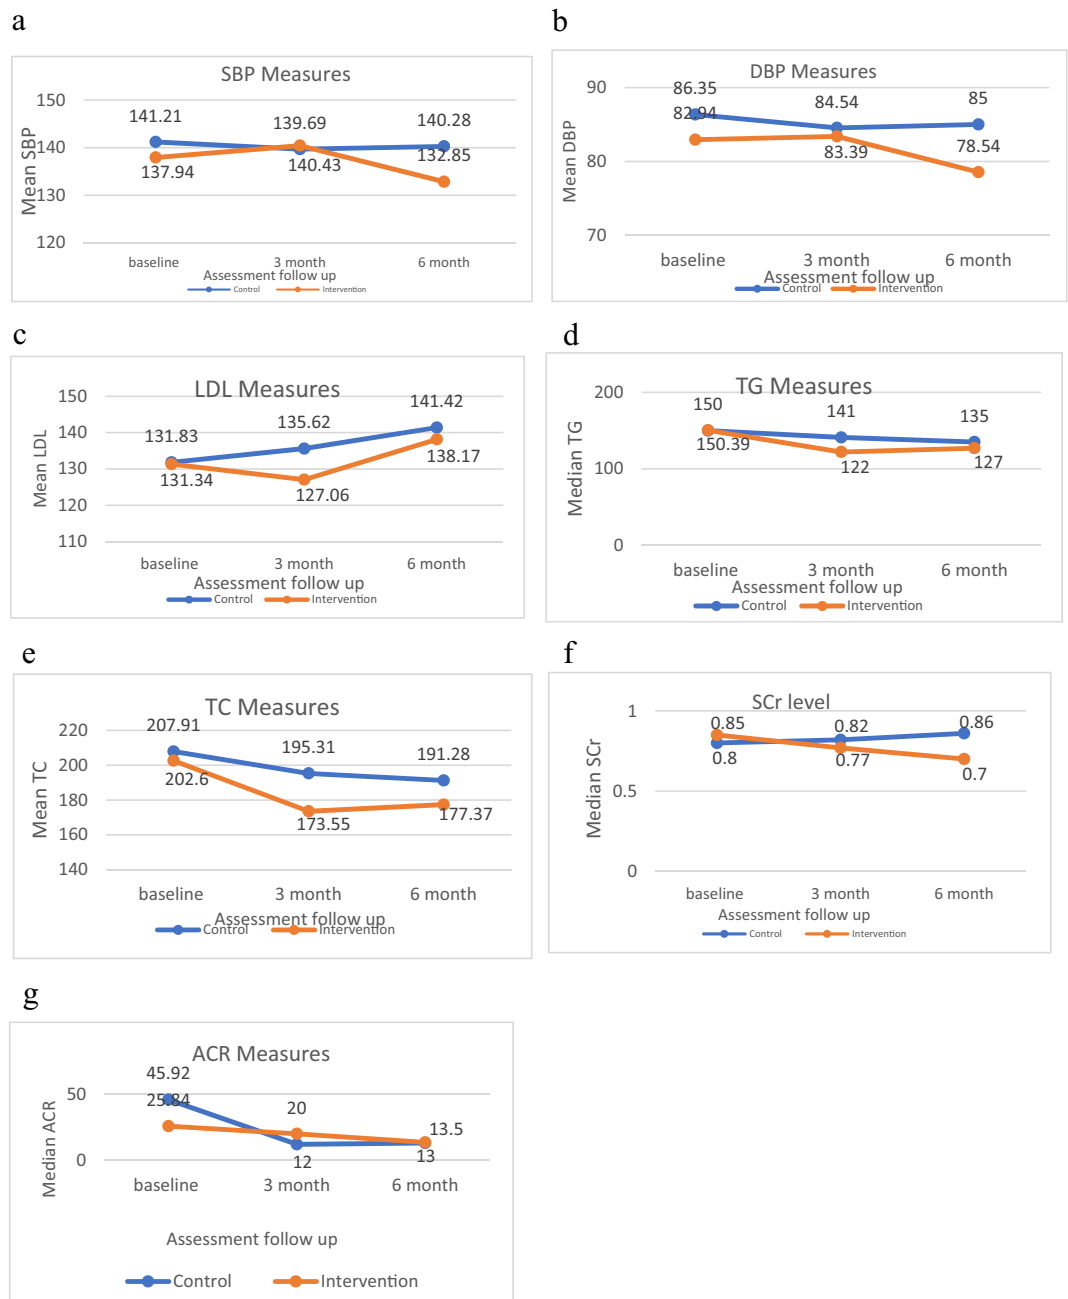 a
SBP Measures
Mean SBP
150
140
130
120
141.21
139.69
140.28
137.94
140.43
132.85
baseline
3 month
6 month
Assessment follow up
Control
Intervention
b
DBP Measures
Mean DBP
90
80
70
86.35
84.54
85
82.94
83.39
78.54
baseline
3 month
6 month
Assessment follow up
Control
Intervention
c
LDL Measures
Mean LDL
150
140
130
120
110
131.83
135.62
141.42
131.34
127.06
138.17
baseline
3 month
6 month
Assessment follow up
Control
Intervention
d
TG Measures
Median TG
200
100
0
150
141
135
150.39
122
127
baseline
3 month
6 month
Assessment follow up
Control
Intervention
e
TC Measures
Mean TC
220
200
180
160
140
207.91
195.31
191.28
202.6
173.55
177.37
baseline
3 month
6 month
Assessment follow up
Control
Intervention
f
SCr level
Median SCr
1
0.5
0
0.85
0.82
0.86
0.8
0.77
0.7
baseline
3 month
6 month
Assessment follow up
Control
Intervention
g
ACR Measures
Median ACR
50
0
45.92
25.84
20
13.5
12
13
baseline
3 month
6 month
Assessment follow up
Control
Intervention